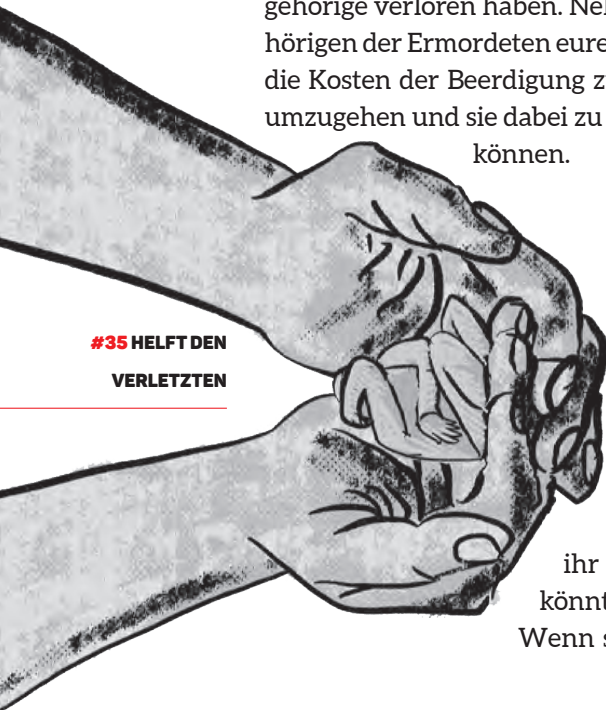 gehörige verloren haben.
hörigen der Ermordeten eure
die Kosten der Beerdigung
umzugehen und sie dabei zu
können.
#35 HELFT DEN
VERLETZTEN
ihr
Wenn